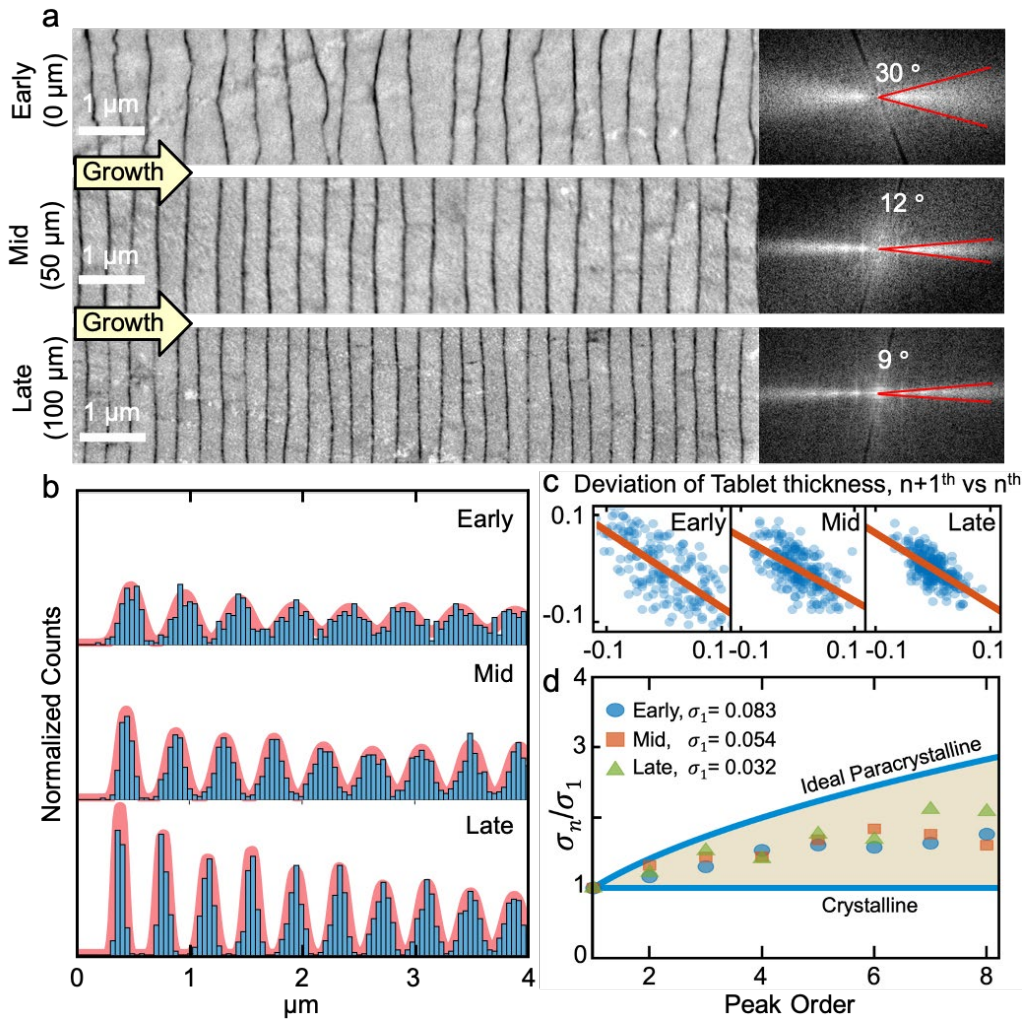 a
Early
(0 µm)
1 µm
30 °
Growth
Mid
(50 µm)
1 µm
12 °
Growth
Late
(100 µm)
1 µm
9 °
b
Normalized Counts
Early
Mid
Late
0 1 2 3 4
µm
c Deviation of Tablet thickness, n+1th vs nth
0.1
-0.1
Early Mid Late
-0.1 0.1 -0.1 0.1 -0.1 0.1
d
4
3
1
0
σn/σ1
Early, σ1= 0.083
Mid, σ1= 0.054
Late, σ1= 0.032
Ideal Paracrystalline
Crystalline
2 4 6 8
Peak Order